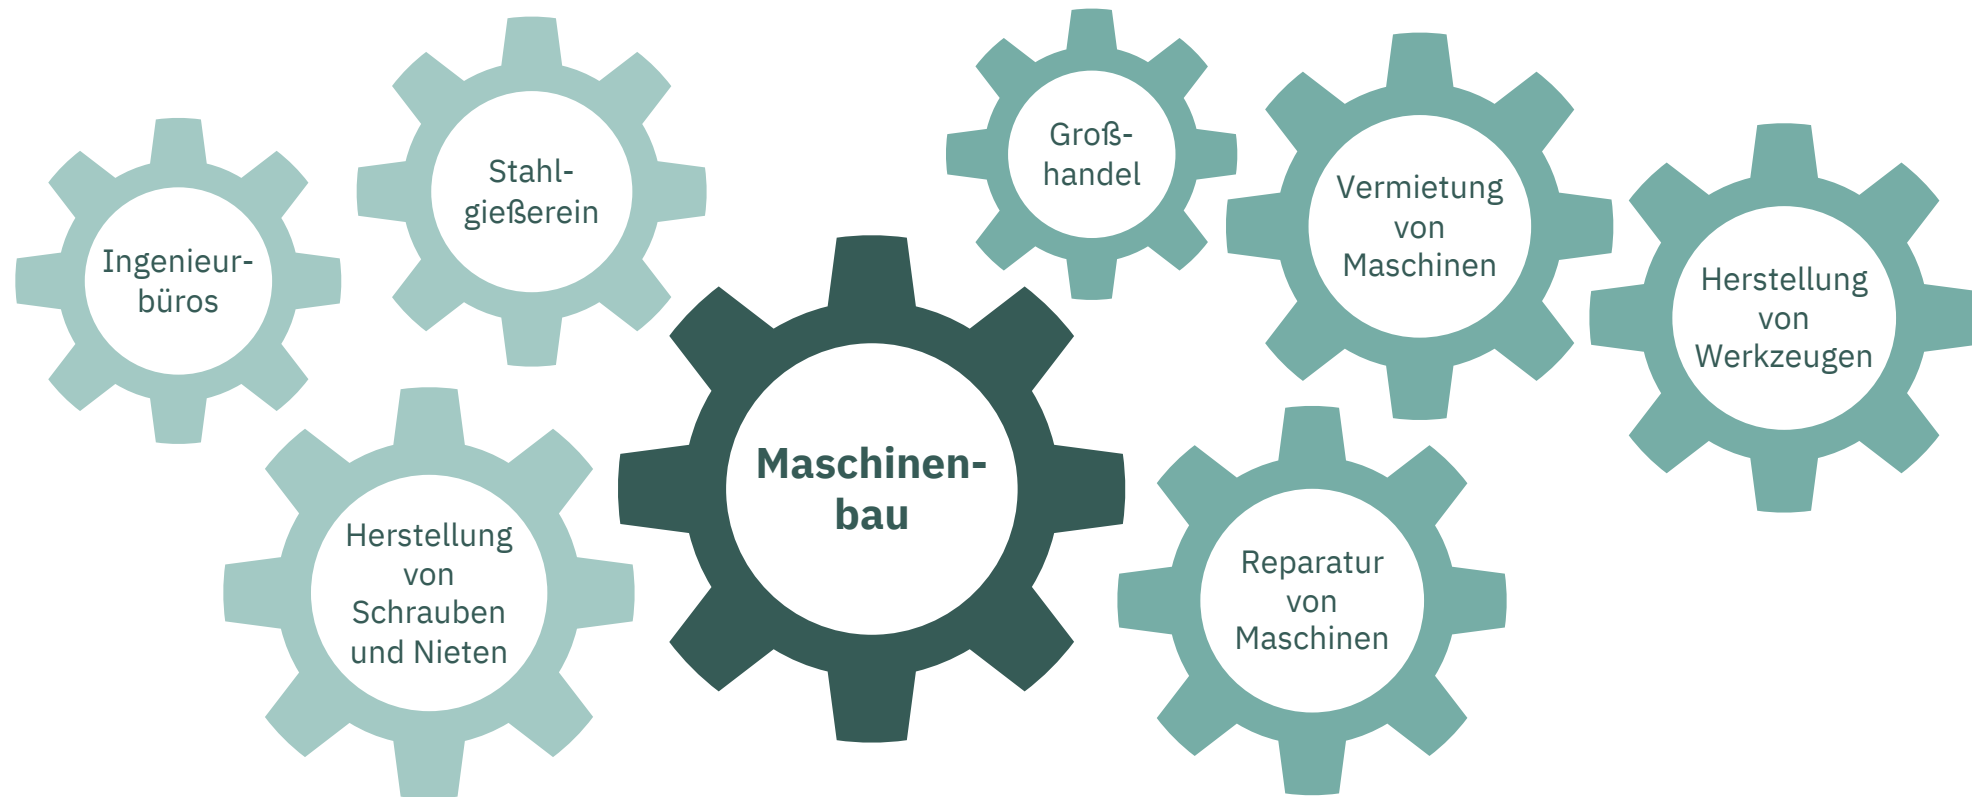 Ingenieur-
büros
Stahl-
gießerein
Herstellung
von
Schrauben
und Nieten
Maschinen-
bau
Groß-
handel
Vermietung
von
Maschinen
Herstellung
von
Werkzeugen
Reparatur
von
Maschinen